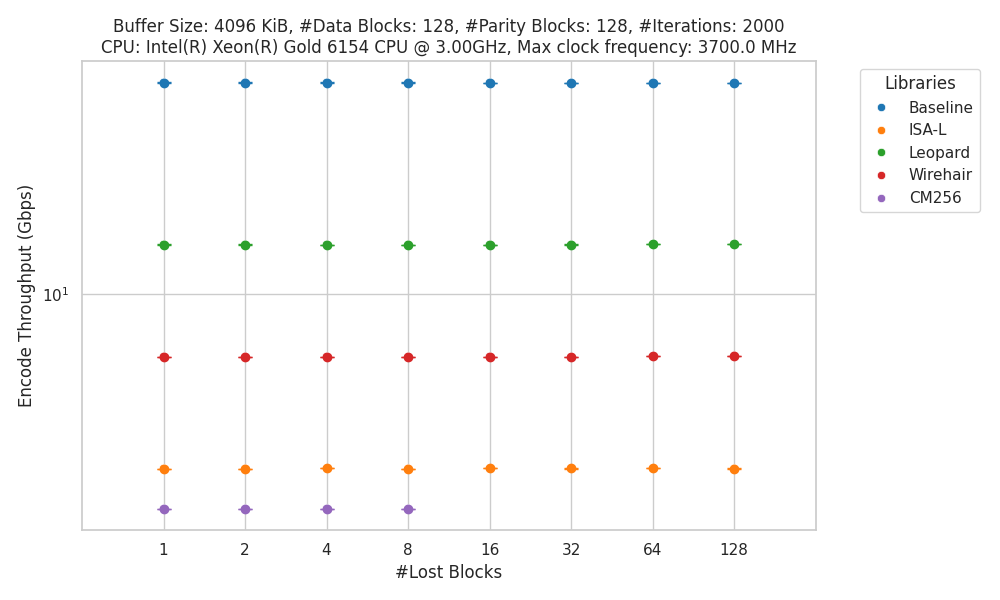 Buffer Size: 4096 KiB, #Data Blocks: 128, #Parity Blocks: 128, #Iterations: 2000
CPU: Intel(R) Xeon(R) Gold 6154 CPU @ 3.00GHz, Max clock frequency: 3700.0 MHz
Libraries
Baseline
ISA-L
Leopard
Wirehair
CM256
Encode Throughput (Gbps)
10¹
1 2 4 8 16 32 64 128
#Lost Blocks